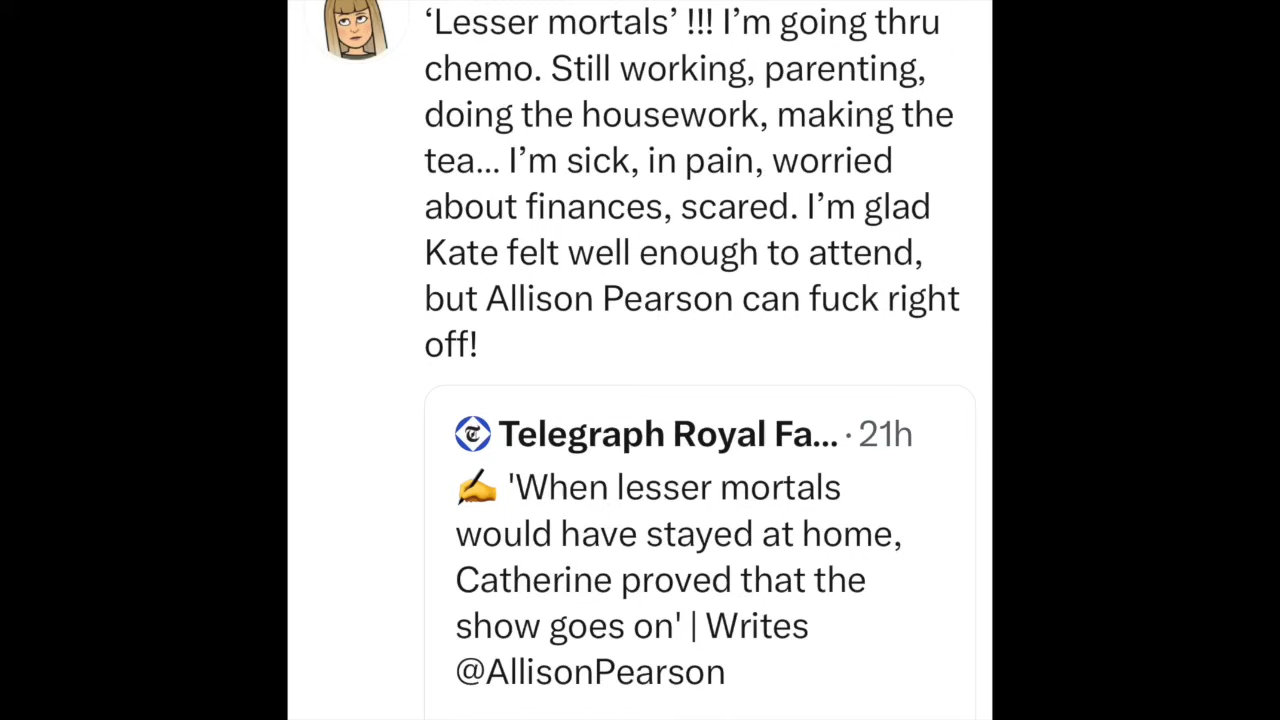 ‘Lesser mortals’ !!! I’m going thru
chemo. Still working, parenting,
doing the housework, making the
tea... I’m sick, in pain, worried
about finances, scared. I’m glad
Kate felt well enough to attend,
but Allison Pearson can fuck right
off!
Telegraph Royal Fa... · 21h
✍️ 'When lesser mortals
would have stayed at home,
Catherine proved that the
show goes on' | Writes
@AllisonPearson